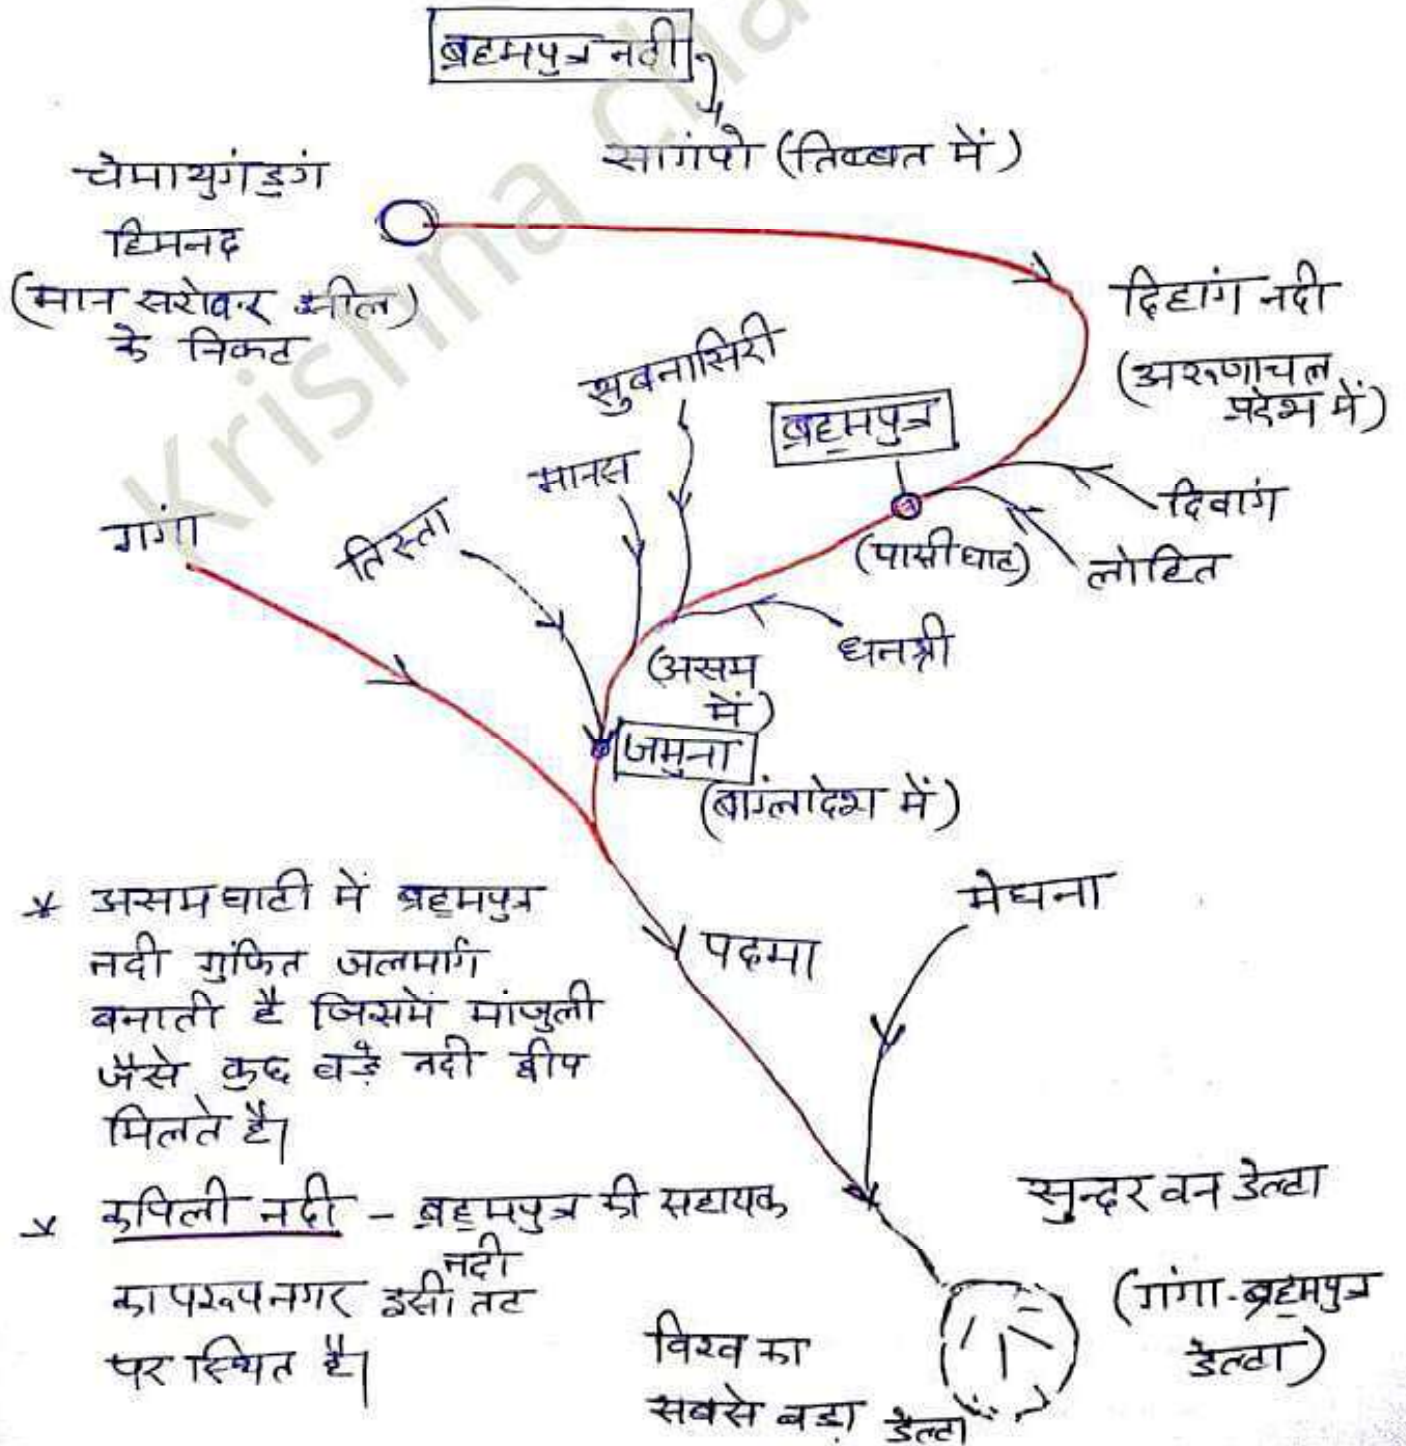 ब्रह्मपुत्र नदी
सागंपो (तिब्बत में)
चेमायुगंडुगं
हिमनद
(मान सरोवर झील)
के निकट
दिहांग नदी
(अरुणाचल
प्रदेश में)
सुबनासिरी
ब्रह्मपुत्र
मानस
तिस्ता
गगंा
(पासीघाट)
दिबांग
लोहित
धनश्री
(असम
में)
जमुना
(बांग्लादेश में)
मेघना
पदमा
* असम घाटी में ब्रह्मपुत्र
नदी गुंफित जलमार्ग
बनाती है जिसमें मांजुली
जैसे कुछ बड़े नदी द्वीप
मिलते है।
* कपिली नदी - ब्रह्मपुत्र की सहायक
नदी
कापरूपनगर इसी तट
पर स्थित है।
सुन्दर वन डेल्टा
(गंगा-ब्रह्मपुत्र
डेल्टा)
विश्व का
सबसे बडा़ डेल्टा
Krishna